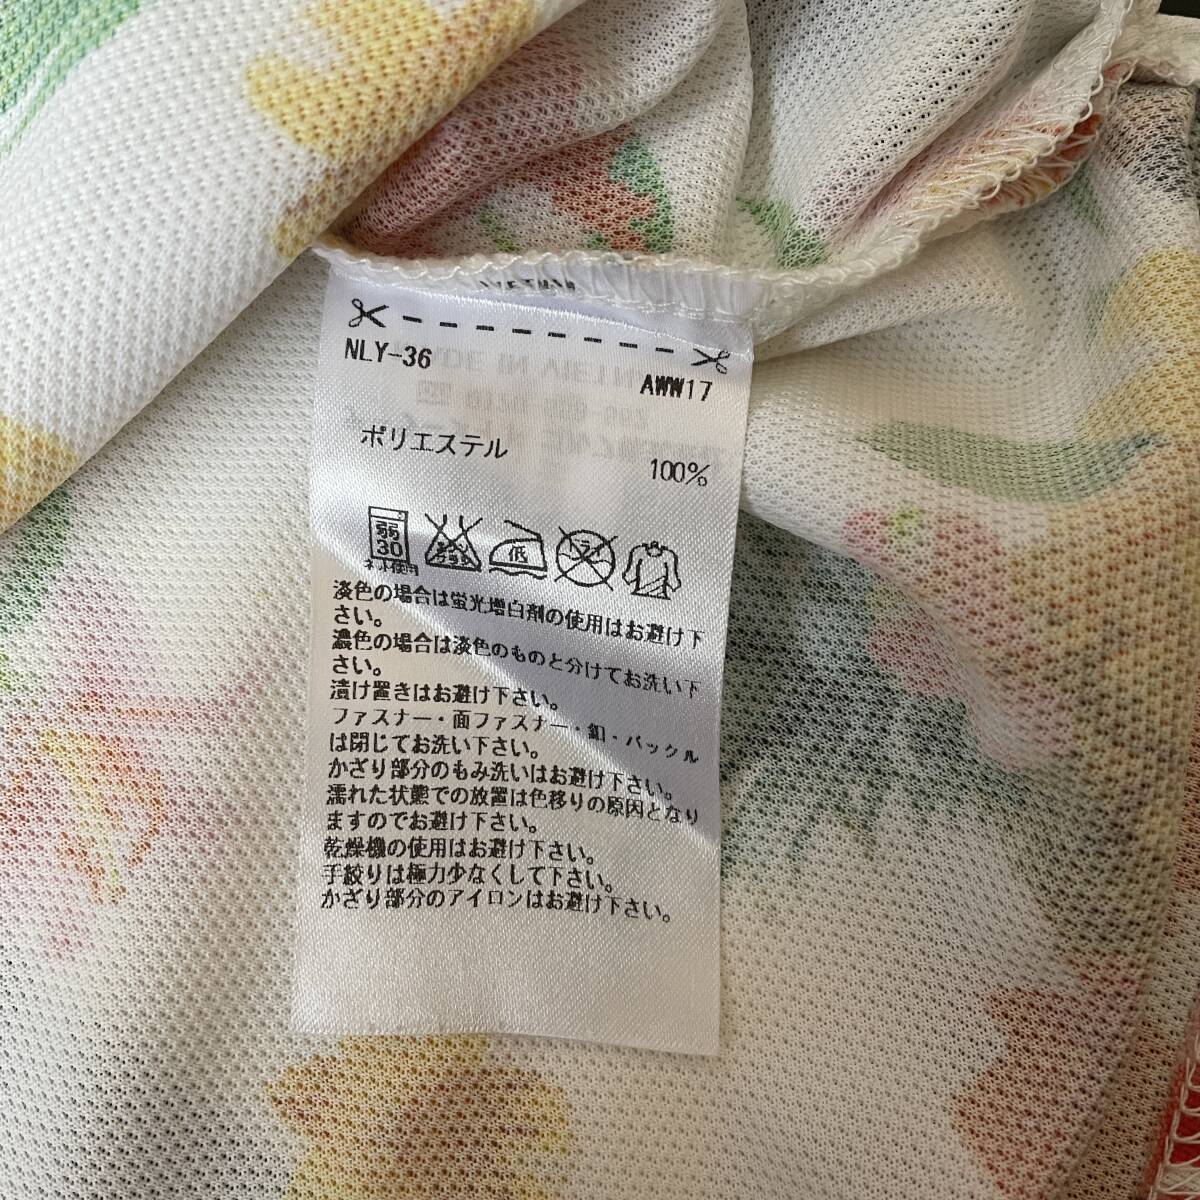 NLY-36
AWW17
ポリエステル
100%
弱
30
ネット使用
エンソ
サラシ
低
ドライ
淡色の場合は蛍光増白剤の使用はお避け下
さい。
濃色の場合は淡色のものと分けてお洗い下
さい。
漬け置きはお避け下さい。
ファスナー・面ファスナー・釦・バックル
は閉じてお洗い下さい。
かざり部分のもみ洗いはお避け下さい。
濡れた状態での放置は色移りの原因となり
ますのでお避け下さい。
乾燥機の使用はお避け下さい。
手絞りは極力少なくして下さい。
かざり部分のアイロンはお避け下さい。